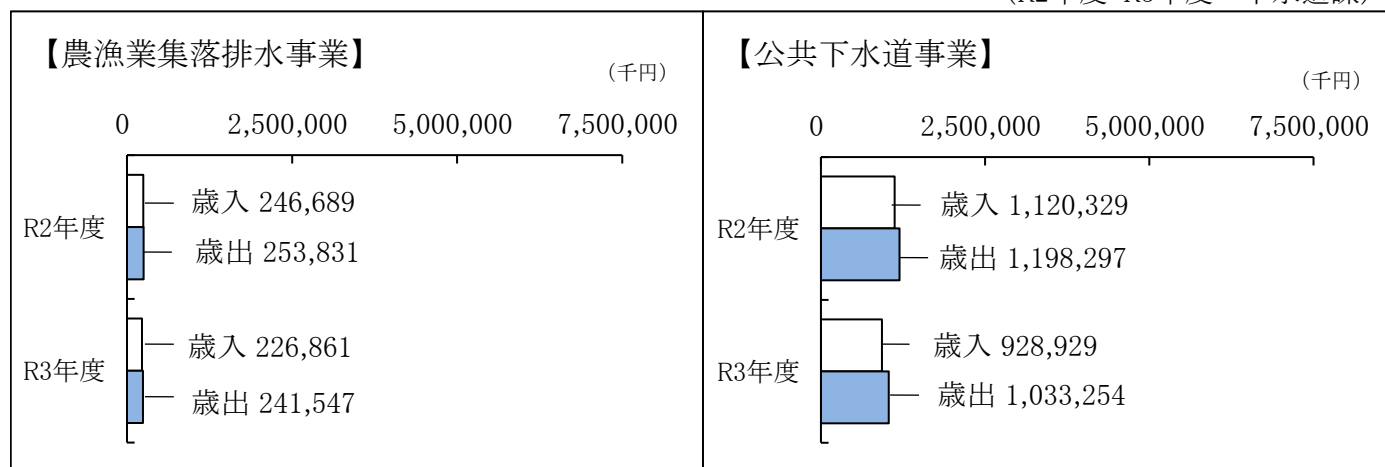 【農漁業集落排水事業】
(千円)
0 2,500,000 5,000,000 7,500,000
R2年度
歳入 246,689
歳出 253,831
R3年度
歳入 226,861
歳出 241,547
【公共下水道事業】
(千円)
0 2,500,000 5,000,000 7,500,000
R2年度
歳入 1,120,329
歳出 1,198,297
R3年度
歳入 928,929
歳出 1,033,254